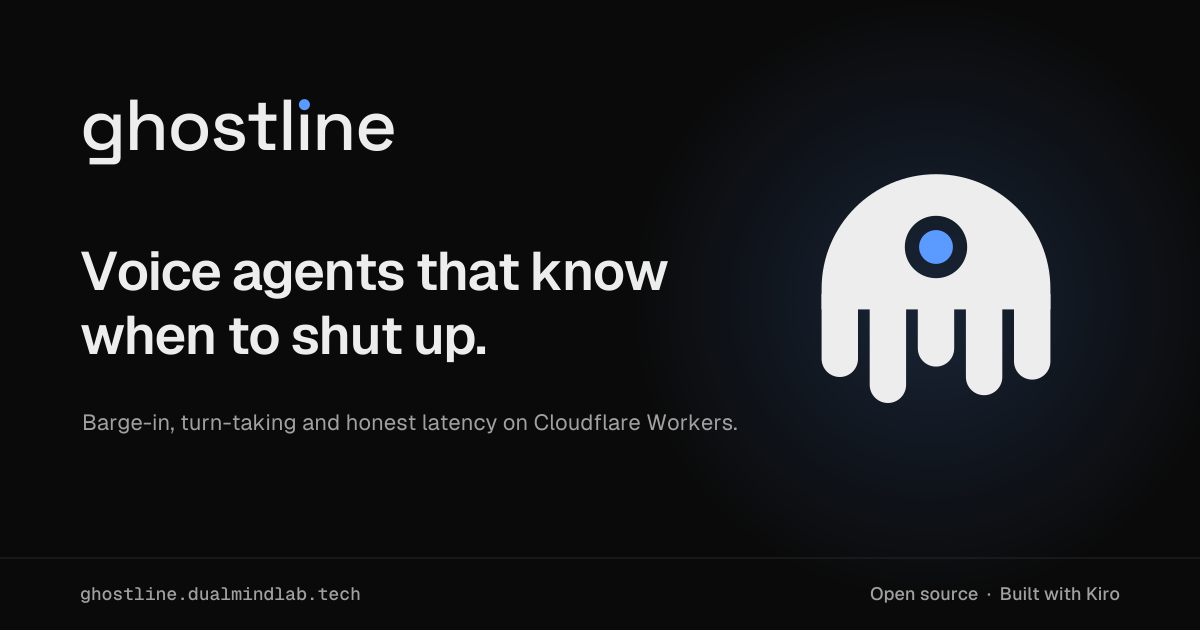 ghostline
Voice agents that know
when to shut up.
Barge-in, turn-taking and honest latency on Cloudflare Workers.
ghostline.dualmindlab.tech
Open source · Built with Kiro